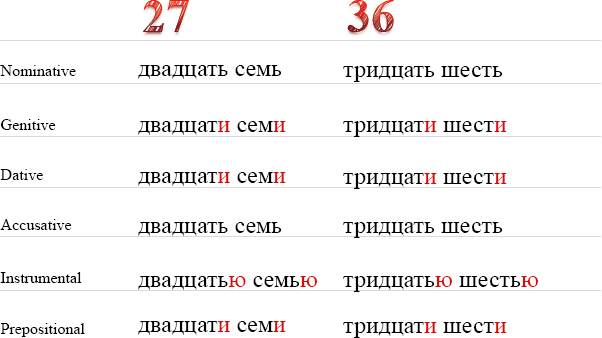 27 36
Nominative двадцать семь тридцать шесть
Genitive двадцати семи тридцати шести
Dative двадцати семи тридцати шести
Accusative двадцать семь тридцать шесть
Instrumental двадцатью семью тридцатью шестью
Prepositional двадцати семи тридцати шести